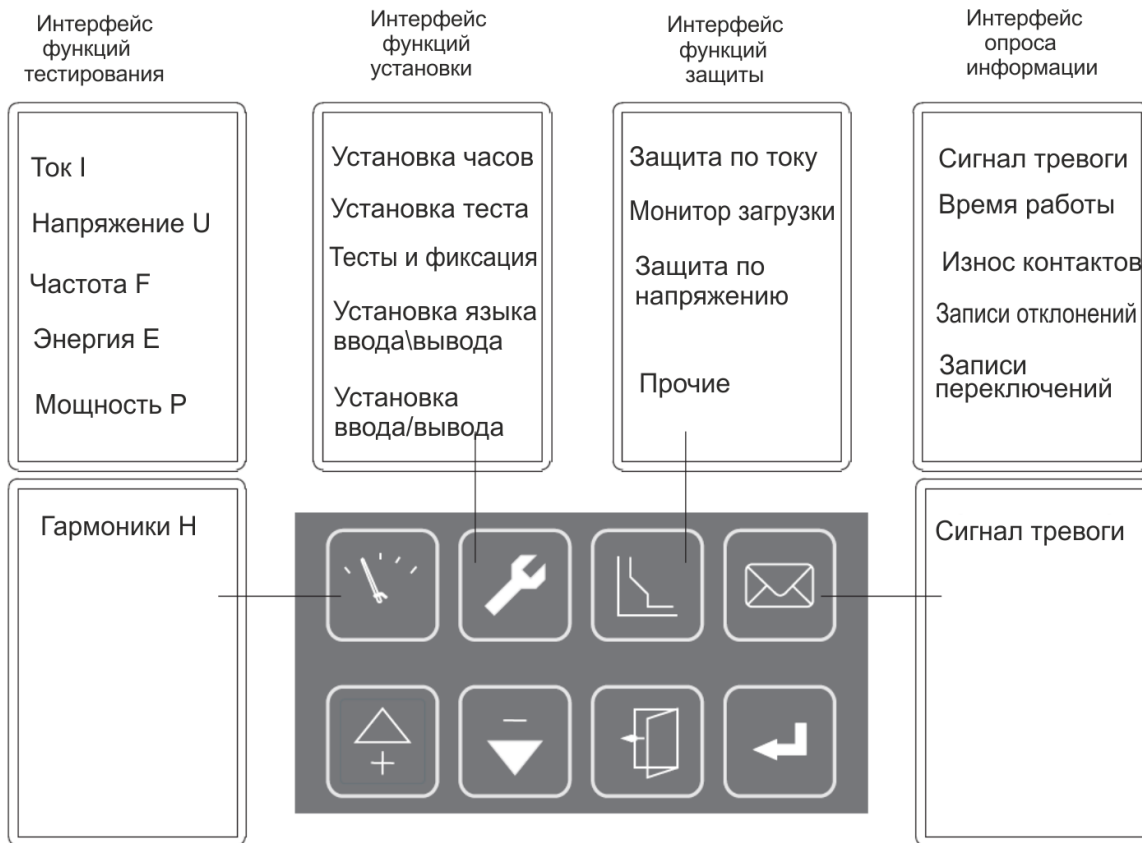 Интерфейс
функций
тестирования
Интерфейс
функций
установки
Интерфейс
функций
защиты
Интерфейс
опроса
информации
Ток I
Напряжение U
Частота F
Энергия E
Мощность P
Установка часов
Установка теста
Тесты и фиксация
Установка языка
ввода\вывода
Установка
ввода/вывода
Защита по току
Монитор загрузки
Защита по
напряжению
Прочие
Сигнал тревоги
Время работы
Износ контактов
Записи отклонений
Записи
переключений
Гармоники H
Сигнал тревоги